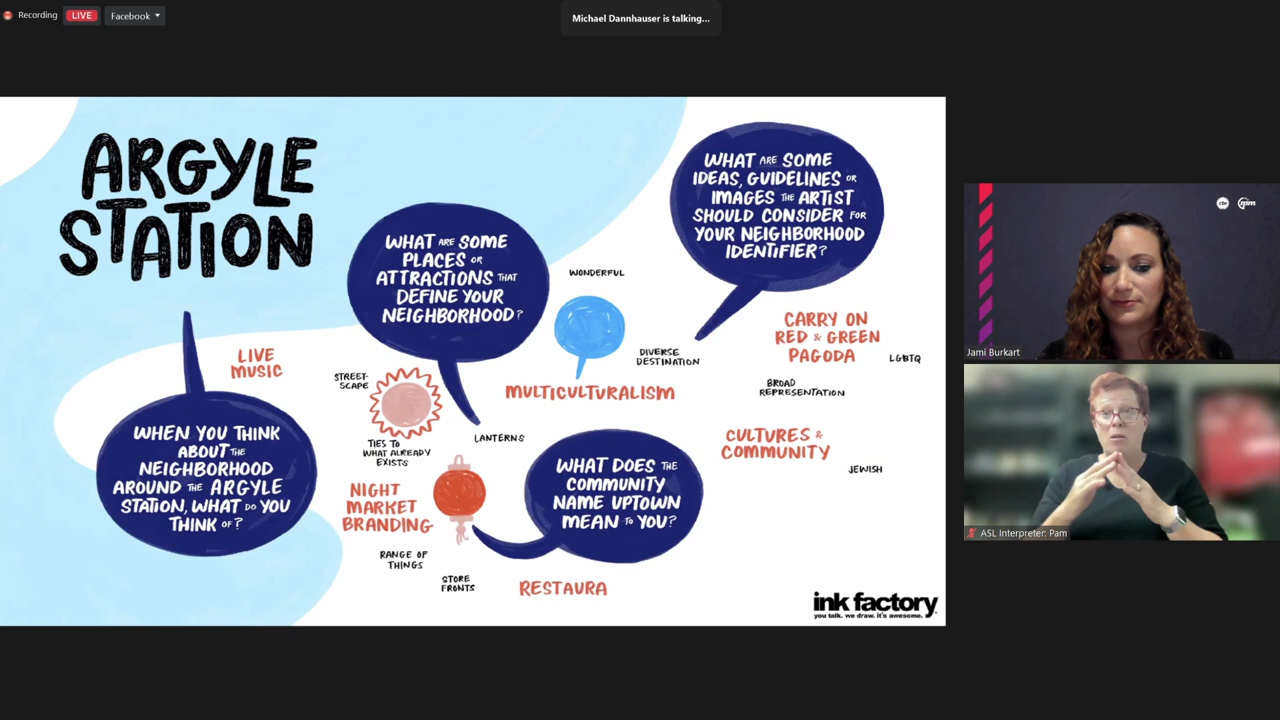 Recording
LIVE
Facebook
Michael Dannhauser is talking...
ARGYLE
STATION
WHAT ARE SOME
PLACES OR
ATTRACTIONS THAT
DEFINE YOUR
NEIGHBORHOOD?
WHAT ARE SOME
IDEAS, GUIDELINES OR
IMAGES THE ARTIST
SHOULD CONSIDER FOR
YOUR NEIGHBORHOOD
IDENTIFIER?
WONDERFUL
DIVERSE
DESTINATION
MULTICULTURALISM
CARRY ON
RED & GREEN
PAGODA
LGBTQ
BROAD
REPRESENTATION
CULTURES &
COMMUNITY
JEWISH
LIVE
MUSIC
STREET-
SCAPE
TIES TO
WHAT ALREADY
EXISTS
LANTERNS
WHEN YOU THINK
ABOUT THE
NEIGHBORHOOD
AROUND THE ARGYLE
STATION, WHAT DO YOU
THINK OF?
NIGHT
MARKET
BRANDING
RANGE OF
THINGS
STORE
FRONTS
WHAT DOES THE
COMMUNITY
NAME UPTOWN
MEAN TO YOU?
RESTAURA
ink factory
you talk. we draw. it's awesome.
cta
rpm
Jami Burkart
ASL Interpreter: Pam